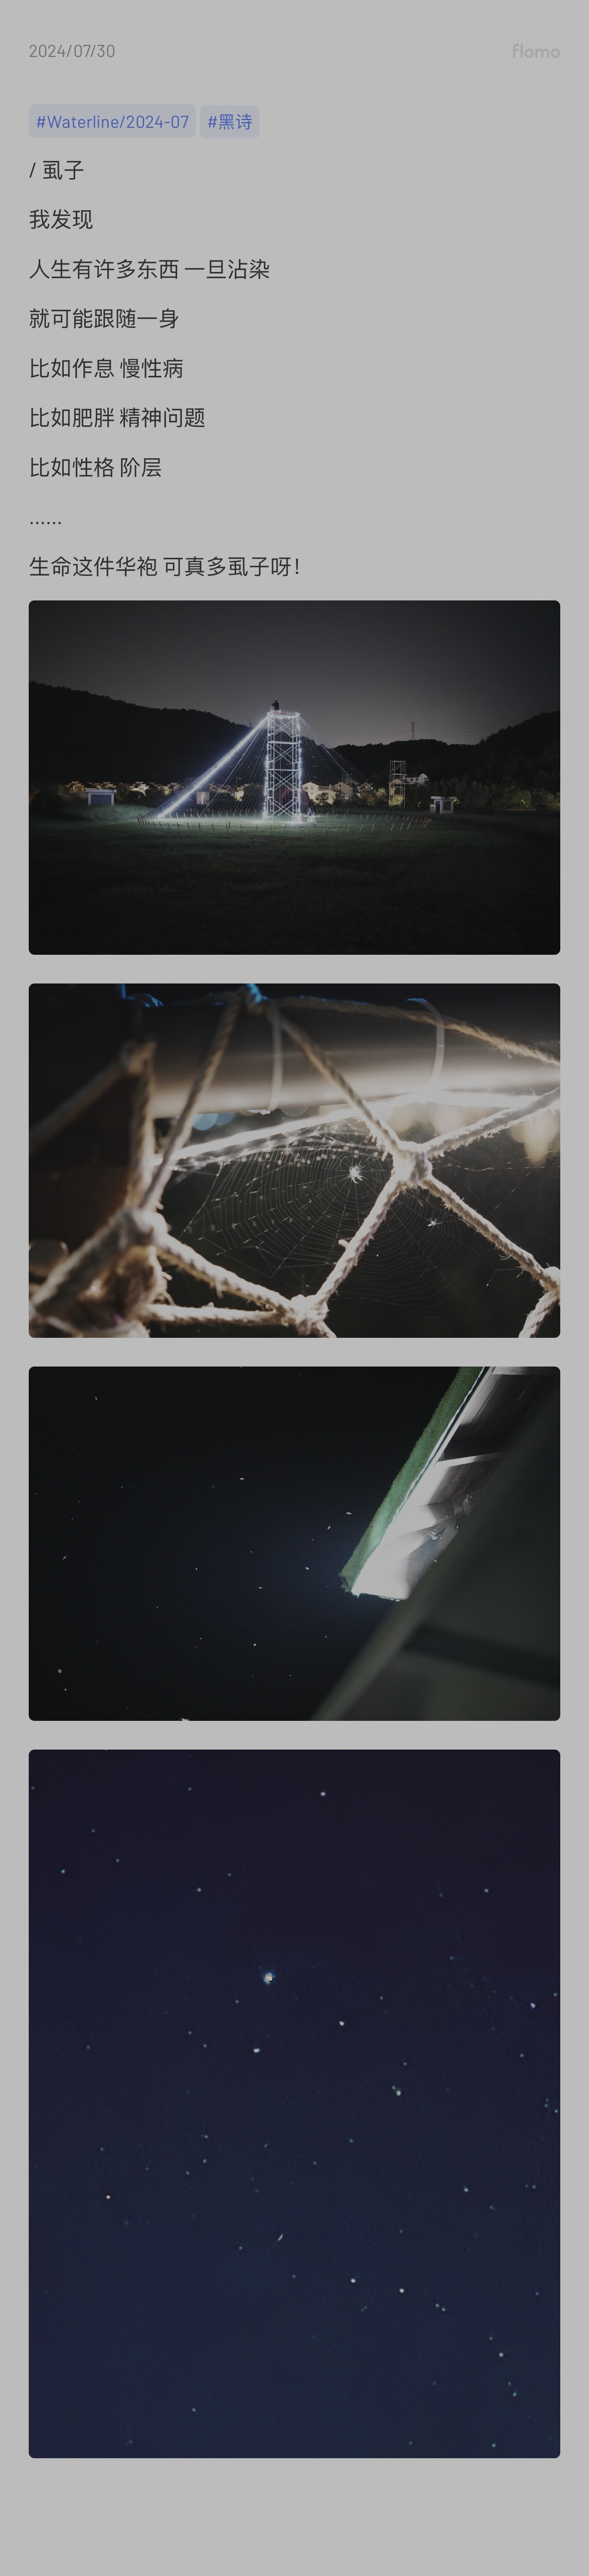 2024/07/30
flomo
#Waterline/2024-07 #黑诗
/ 虱子
我发现
人生有许多东西 一旦沾染
就可能跟随一身
比如作息 慢性病
比如肥胖 精神问题
比如性格 阶层
……
生命这件华袍 可真多虱子呀！